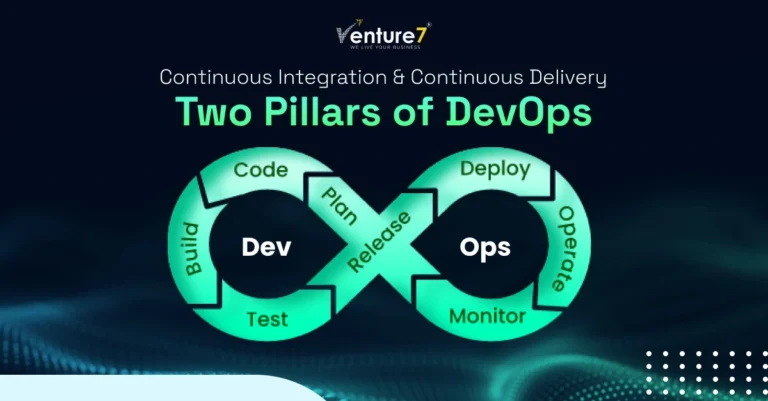 Venture7®
WE LIVE YOUR BUSINESS
Continuous Integration & Continuous Delivery
Two Pillars of DevOps
Plan
Code
Build
Test
Release
Deploy
Operate
Monitor
Dev
Ops